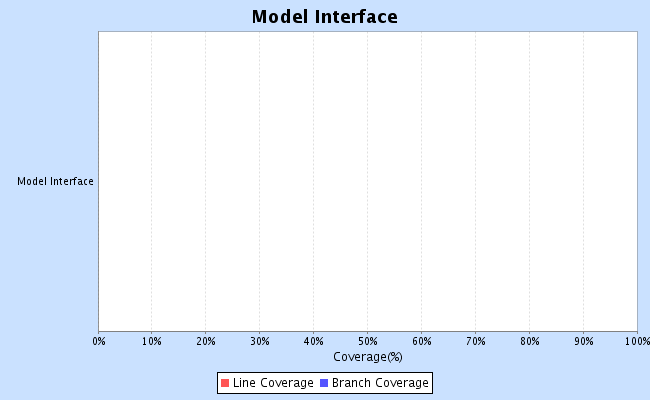 Model Interface
Model Interface
0% 10% 20% 30% 40% 50% 60% 70% 80% 90% 100%
Coverage(%)
Line Coverage Branch Coverage